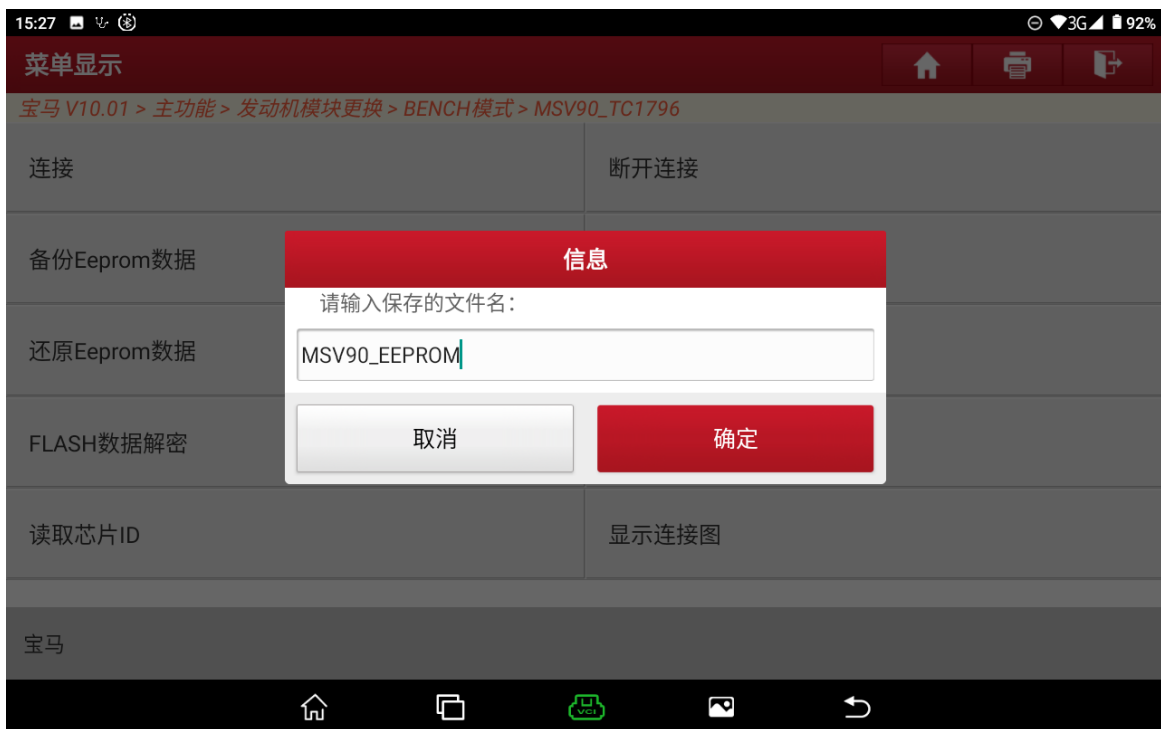 15:27
3G 92%
菜单显示
宝马 V10.01 > 主功能 > 发动机模块更换 > BENCH模式 > MSV90_TC1796
连接
断开连接
备份Eeprom数据
信息
请输入保存的文件名：
还原Eeprom数据
MSV90_EEPROM
取消
确定
FLASH数据解密
读取芯片ID
显示连接图
宝马
VCI